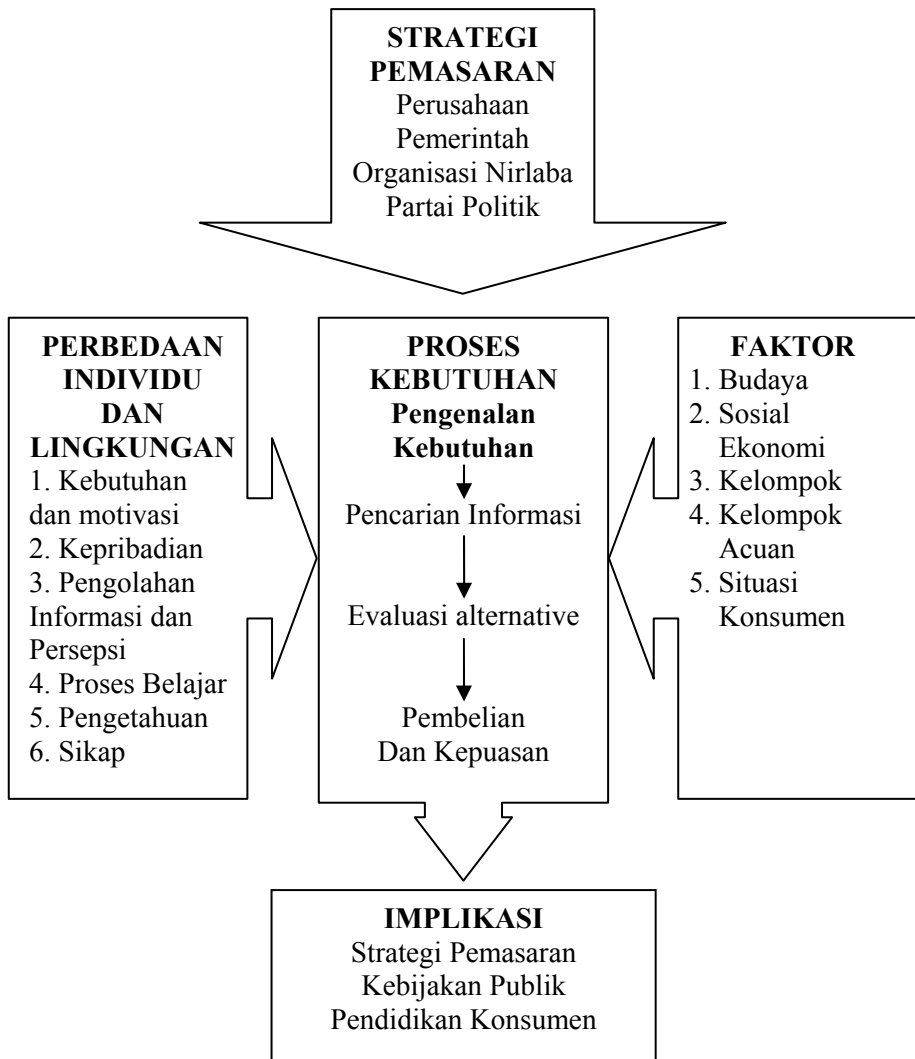 STRATEGI
PEMASARAN
Perusahaan
Pemerintah
Organisasi Nirlaba
Partai Politik
PERBEDAAN
INDIVIDU
DAN
LINGKUNGAN
1. Kebutuhan
dan motivasi
2. Kepribadian
3. Pengolahan
Informasi dan
Persepsi
4. Proses Belajar
5. Pengetahuan
6. Sikap
PROSES
KEBUTUHAN
Pengenalan
Kebutuhan
Pencarian Informasi
Evaluasi alternative
Pembelian
Dan Kepuasan
FAKTOR
1. Budaya
2. Sosial
Ekonomi
3. Kelompok
4. Kelompok
Acuan
5. Situasi
Konsumen
IMPLIKASI
Strategi Pemasaran
Kebijakan Publik
Pendidikan Konsumen